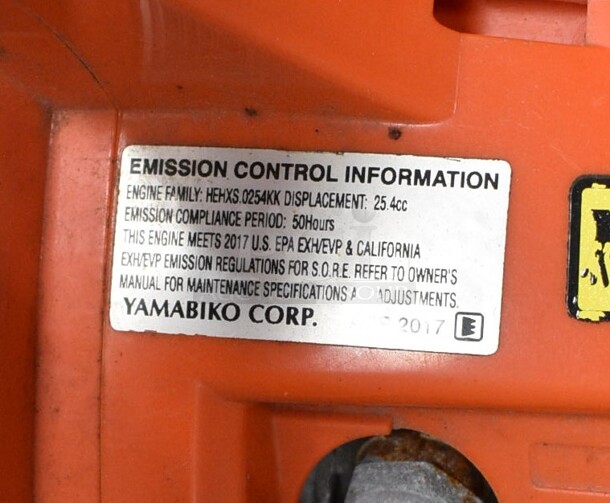 EMISSION CONTROL INFORMATION
ENGINE FAMILY: HEHXS.0254KK DISPLACEMENT: 25.4cc
EMISSION COMPLIANCE PERIOD: 50Hours
THIS ENGINE MEETS 2017 U.S. EPA EXH/EVP & CALIFORNIA
EXH/EVP EMISSION REGULATIONS FOR S.O.R.E. REFER TO OWNER'S
MANUAL FOR MAINTENANCE SPECIFICATIONS ADJUSTMENTS.
YAMABIKO CORP. 2017